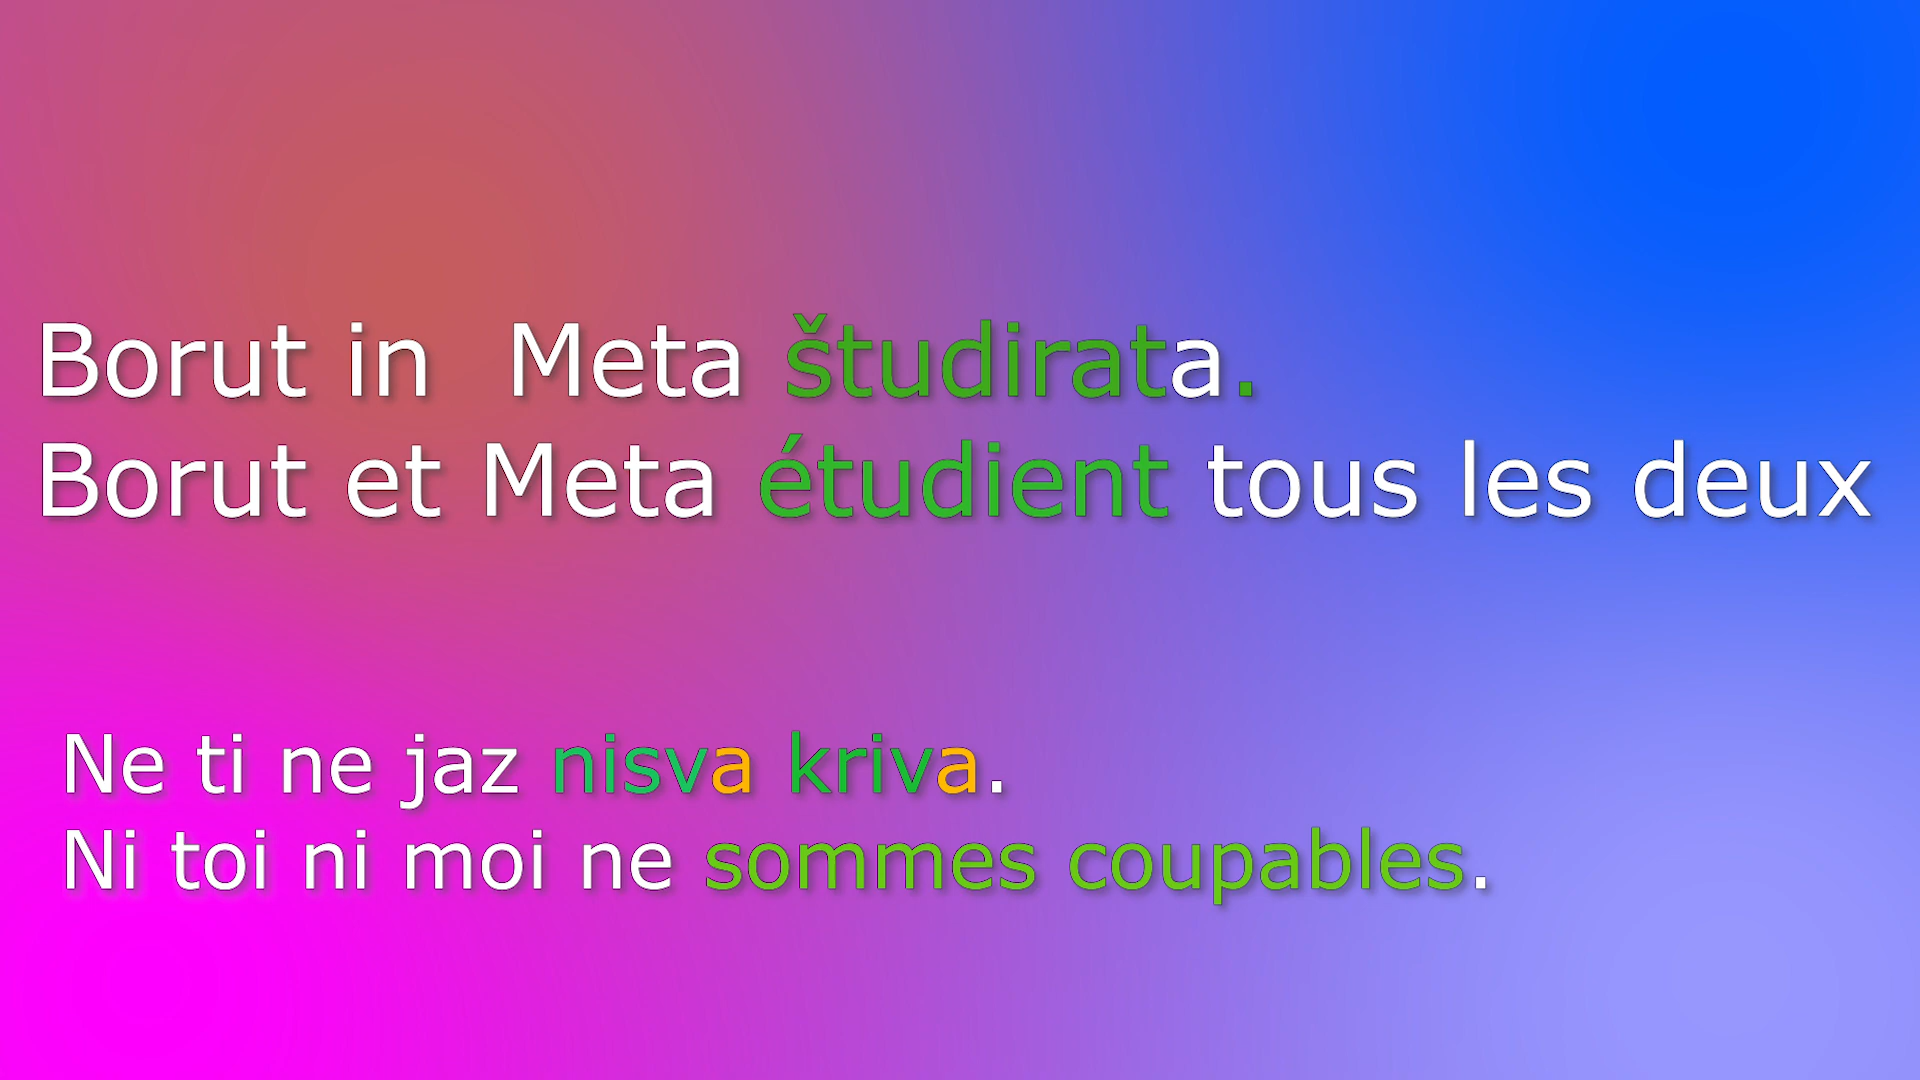 Borut in  Meta študirata.
Borut et Meta étudient tous les deux
Ne ti ne jaz nisva kriva.
Ni toi ni moi ne sommes coupables.